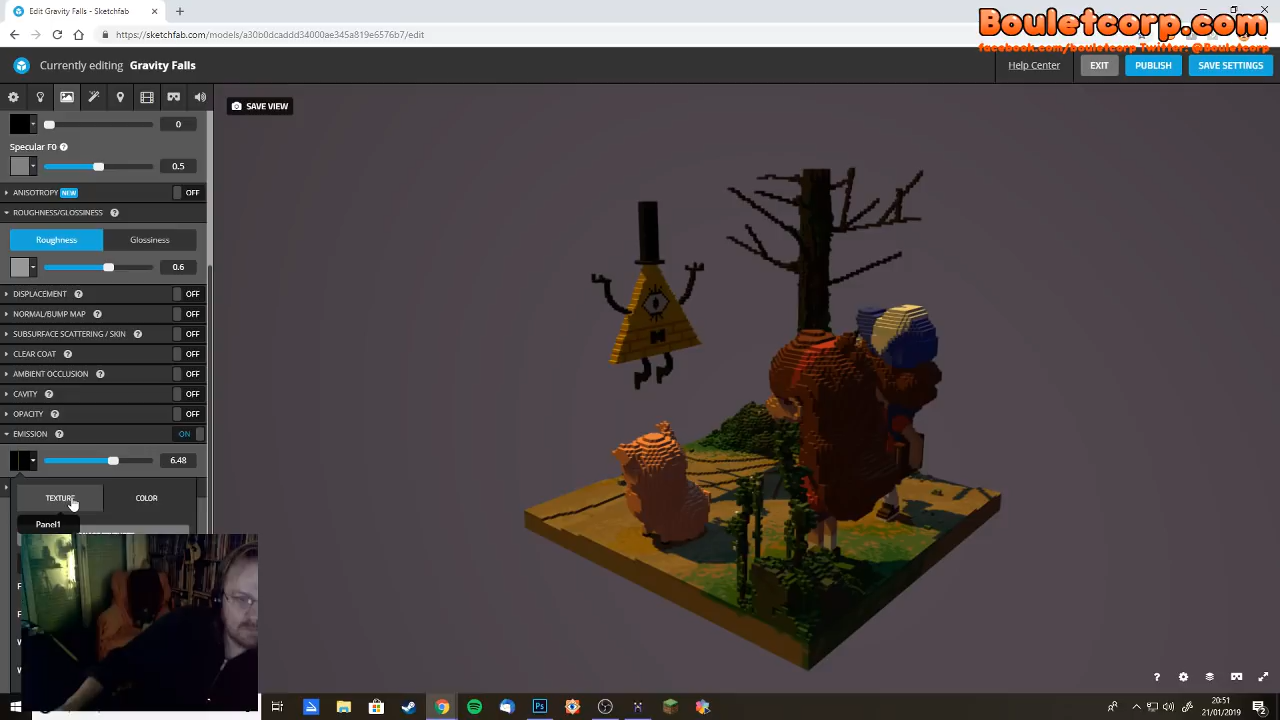 Edit Gravity Falls - Sketchfab
https://sketchfab.com/models/a30b0dcabdd34000ae345a819e6576b7/edit
Bouletcorp.com
facebook.com/bouletcorp Twitter: @Bouletcorp
Currently editing Gravity Falls
Help Center
EXIT
PUBLISH
SAVE SETTINGS
SAVE VIEW
0
Specular F0
0.5
ANISOTROPY NEW OFF
ROUGHNESS/GLOSSINESS
Roughness Glossiness
0.6
DISPLACEMENT OFF
NORMAL/BUMP MAP OFF
SUBSURFACE SCATTERING / SKIN OFF
CLEAR COAT OFF
AMBIENT OCCLUSION OFF
CAVITY OFF
OPACITY OFF
EMISSION ON
6.48
TEXTURE COLOR
Panel1
20:51
21/01/2019